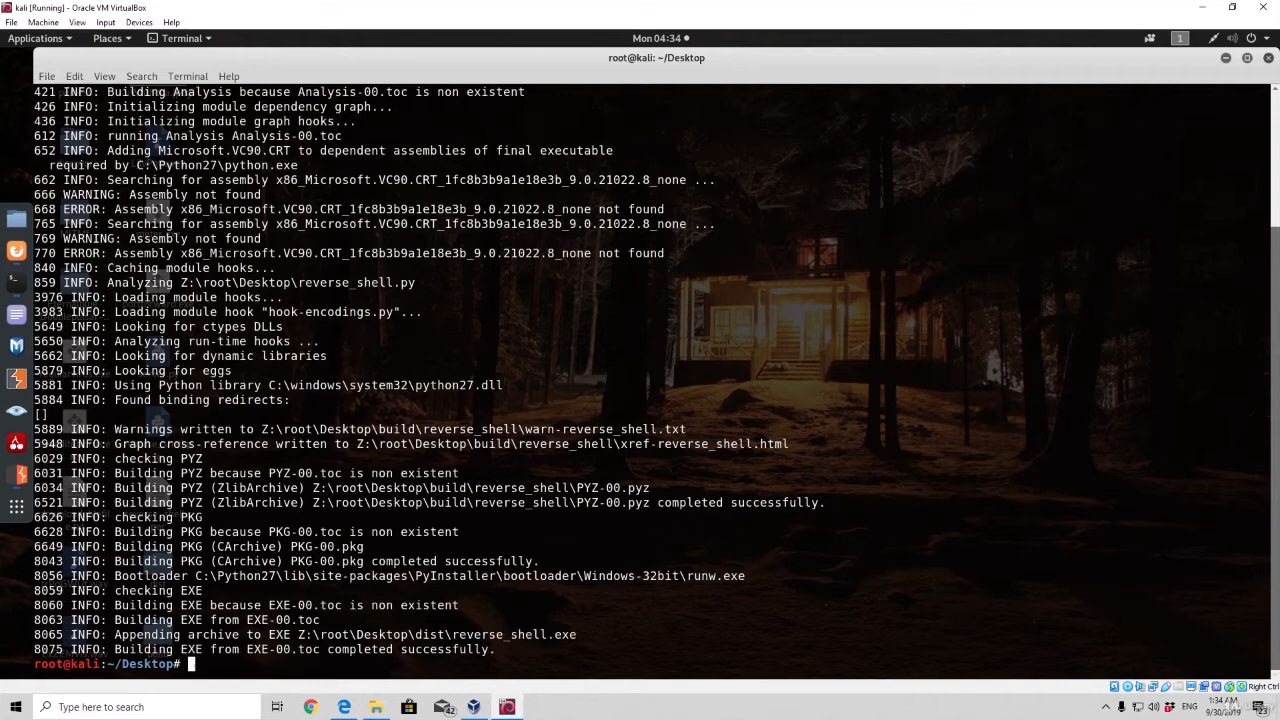 kali [Running] - Oracle VM VirtualBox
File Machine View Input Devices Help
Applications Places Terminal Mon 04:34 1
root@kali: ~/Desktop
File Edit View Search Terminal Help
421 INFO: Building Analysis because Analysis-00.toc is non existent
426 INFO: Initializing module dependency graph...
436 INFO: Initializing module graph hooks...
612 INFO: running Analysis Analysis-00.toc
652 INFO: Adding Microsoft.VC90.CRT to dependent assemblies of final executable
required by C:\Python27\python.exe
662 INFO: Searching for assembly x86_Microsoft.VC90.CRT_1fc8b3b9a1e18e3b_9.0.21022.8_none ...
666 WARNING: Assembly not found
668 ERROR: Assembly x86_Microsoft.VC90.CRT_1fc8b3b9a1e18e3b_9.0.21022.8_none not found
765 INFO: Searching for assembly x86_Microsoft.VC90.CRT_1fc8b3b9a1e18e3b_9.0.21022.8_none ...
769 WARNING: Assembly not found
770 ERROR: Assembly x86_Microsoft.VC90.CRT_1fc8b3b9a1e18e3b_9.0.21022.8_none not found
840 INFO: Caching module hooks...
859 INFO: Analyzing Z:\root\Desktop\reverse_shell.py
3976 INFO: Loading module hooks...
3983 INFO: Loading module hook "hook-encodings.py"...
5649 INFO: Looking for ctypes DLLs
5650 INFO: Analyzing run-time hooks ...
5662 INFO: Looking for dynamic libraries
5879 INFO: Looking for eggs
5881 INFO: Using Python library C:\windows\system32\python27.dll
5884 INFO: Found binding redirects:
[]
5889 INFO: Warnings written to Z:\root\Desktop\build\reverse_shell\warn-reverse_shell.txt
5948 INFO: Graph cross-reference written to Z:\root\Desktop\build\reverse_shell\xref-reverse_shell.html
6029 INFO: checking PYZ
6031 INFO: Building PYZ because PYZ-00.toc is non existent
6034 INFO: Building PYZ (ZlibArchive) Z:\root\Desktop\build\reverse_shell\PYZ-00.pyz
6521 INFO: Building PYZ (ZlibArchive) Z:\root\Desktop\build\reverse_shell\PYZ-00.pyz completed successfully.
6626 INFO: checking PKG
6628 INFO: Building PKG because PKG-00.toc is non existent
6649 INFO: Building PKG (CArchive) PKG-00.pkg
8043 INFO: Building PKG (CArchive) PKG-00.pkg completed successfully.
8056 INFO: Bootloader C:\Python27\lib\site-packages\PyInstaller\bootloader\Windows-32bit\runw.exe
8059 INFO: checking EXE
8060 INFO: Building EXE because EXE-00.toc is non existent
8063 INFO: Building EXE from EXE-00.toc
8065 INFO: Appending archive to EXE Z:\root\Desktop\dist\reverse_shell.exe
8075 INFO: Building EXE from EXE-00.toc completed successfully.
root@kali:~/Desktop#
Right Ctrl
Type here to search
42
ENG
1:34 AM
9/30/2019
23